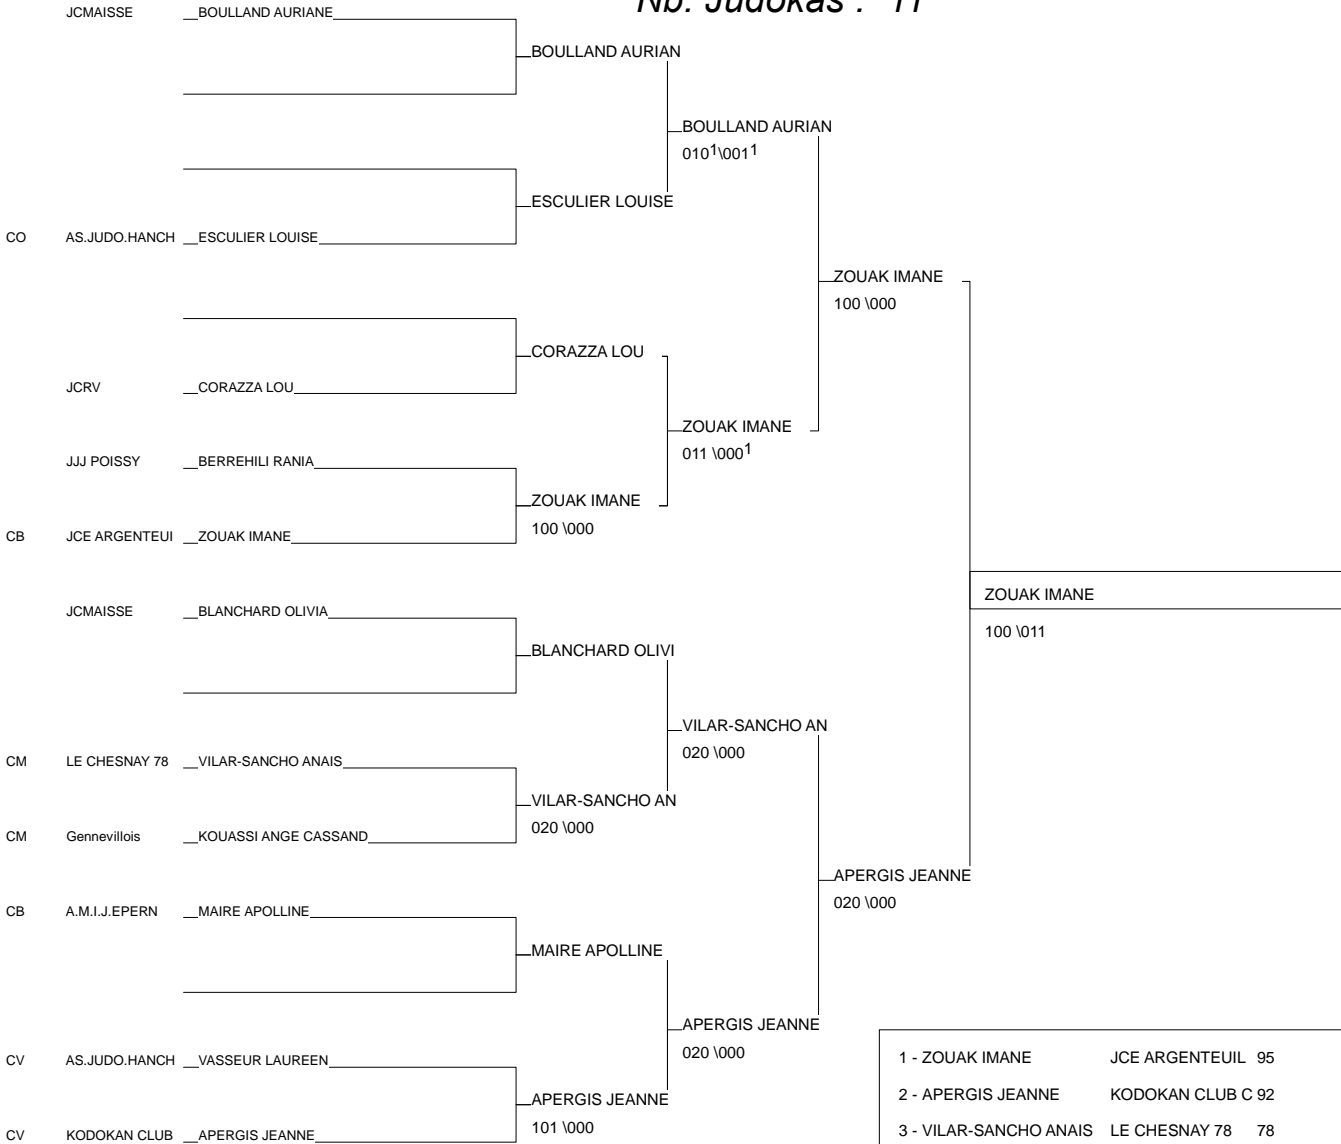 Nb. Judokas : 11
JCMAISSE BOULLAND AURIANE
BOULLAND AURIAN
BOULLAND AURIAN
010¹\001¹
ESCULIER LOUISE
CO AS.JUDO.HANCH ESCULIER LOUISE
ZOUAK IMANE
100 \000
CORAZZA LOU
JCRV CORAZZA LOU
ZOUAK IMANE
011 \000¹
JJJ POISSY BERREHILI RANIA
ZOUAK IMANE
100 \000
CB JCE ARGENTEUI ZOUAK IMANE
ZOUAK IMANE
100 \011
JCMAISSE BLANCHARD OLIVIA
BLANCHARD OLIVI
VILAR-SANCHO AN
020 \000
CM LE CHESNAY 78 VILAR-SANCHO ANAIS
VILAR-SANCHO AN
020 \000
CM Gennevillois KOUASSI ANGE CASSAND
APERGIS JEANNE
020 \000
CB A.M.I.J.EPERN MAIRE APOLLINE
MAIRE APOLLINE
APERGIS JEANNE
020 \000
CV AS.JUDO.HANCH VASSEUR LAUREEN
APERGIS JEANNE
101 \000
CV KODOKAN CLUB APERGIS JEANNE
1 - ZOUAK IMANE JCE ARGENTEUIL 95
2 - APERGIS JEANNE KODOKAN CLUB C 92
3 - VILAR-SANCHO ANAIS LE CHESNAY 78 78